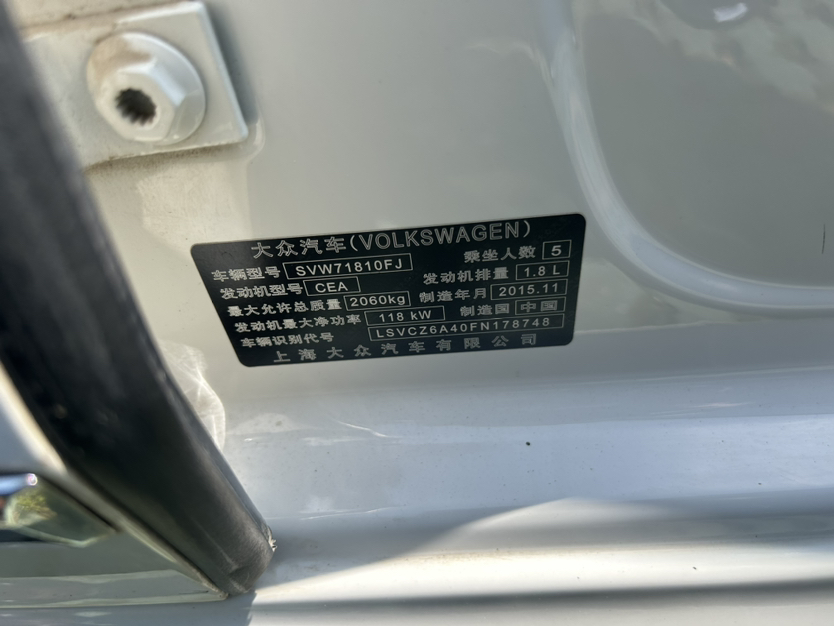 大众汽车(VOLKSWAGEN)
车辆型号 SVW71810FJ 乘坐人数 5
发动机型号 CEA 发动机排量 1.8 L
最大允许总质量 2060kg 制造年月 2015.11
发动机最大净功率 118 kW 制造国 中国
车辆识别代号 LSVCZ6A40FN178748
上海大众汽车有限公司